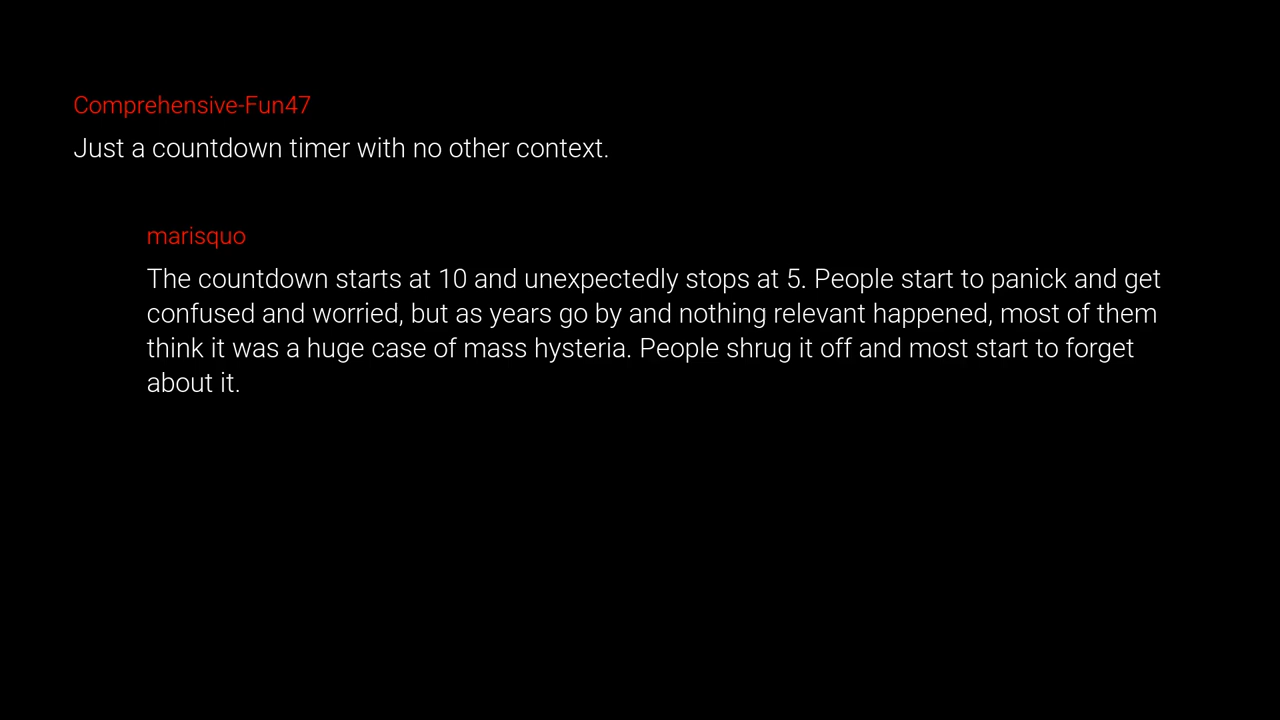 Comprehensive-Fun47
Just a countdown timer with no other context.
marisquo
The countdown starts at 10 and unexpectedly stops at 5. People start to panick and get
confused and worried, but as years go by and nothing relevant happened, most of them
think it was a huge case of mass hysteria. People shrug it off and most start to forget
about it.